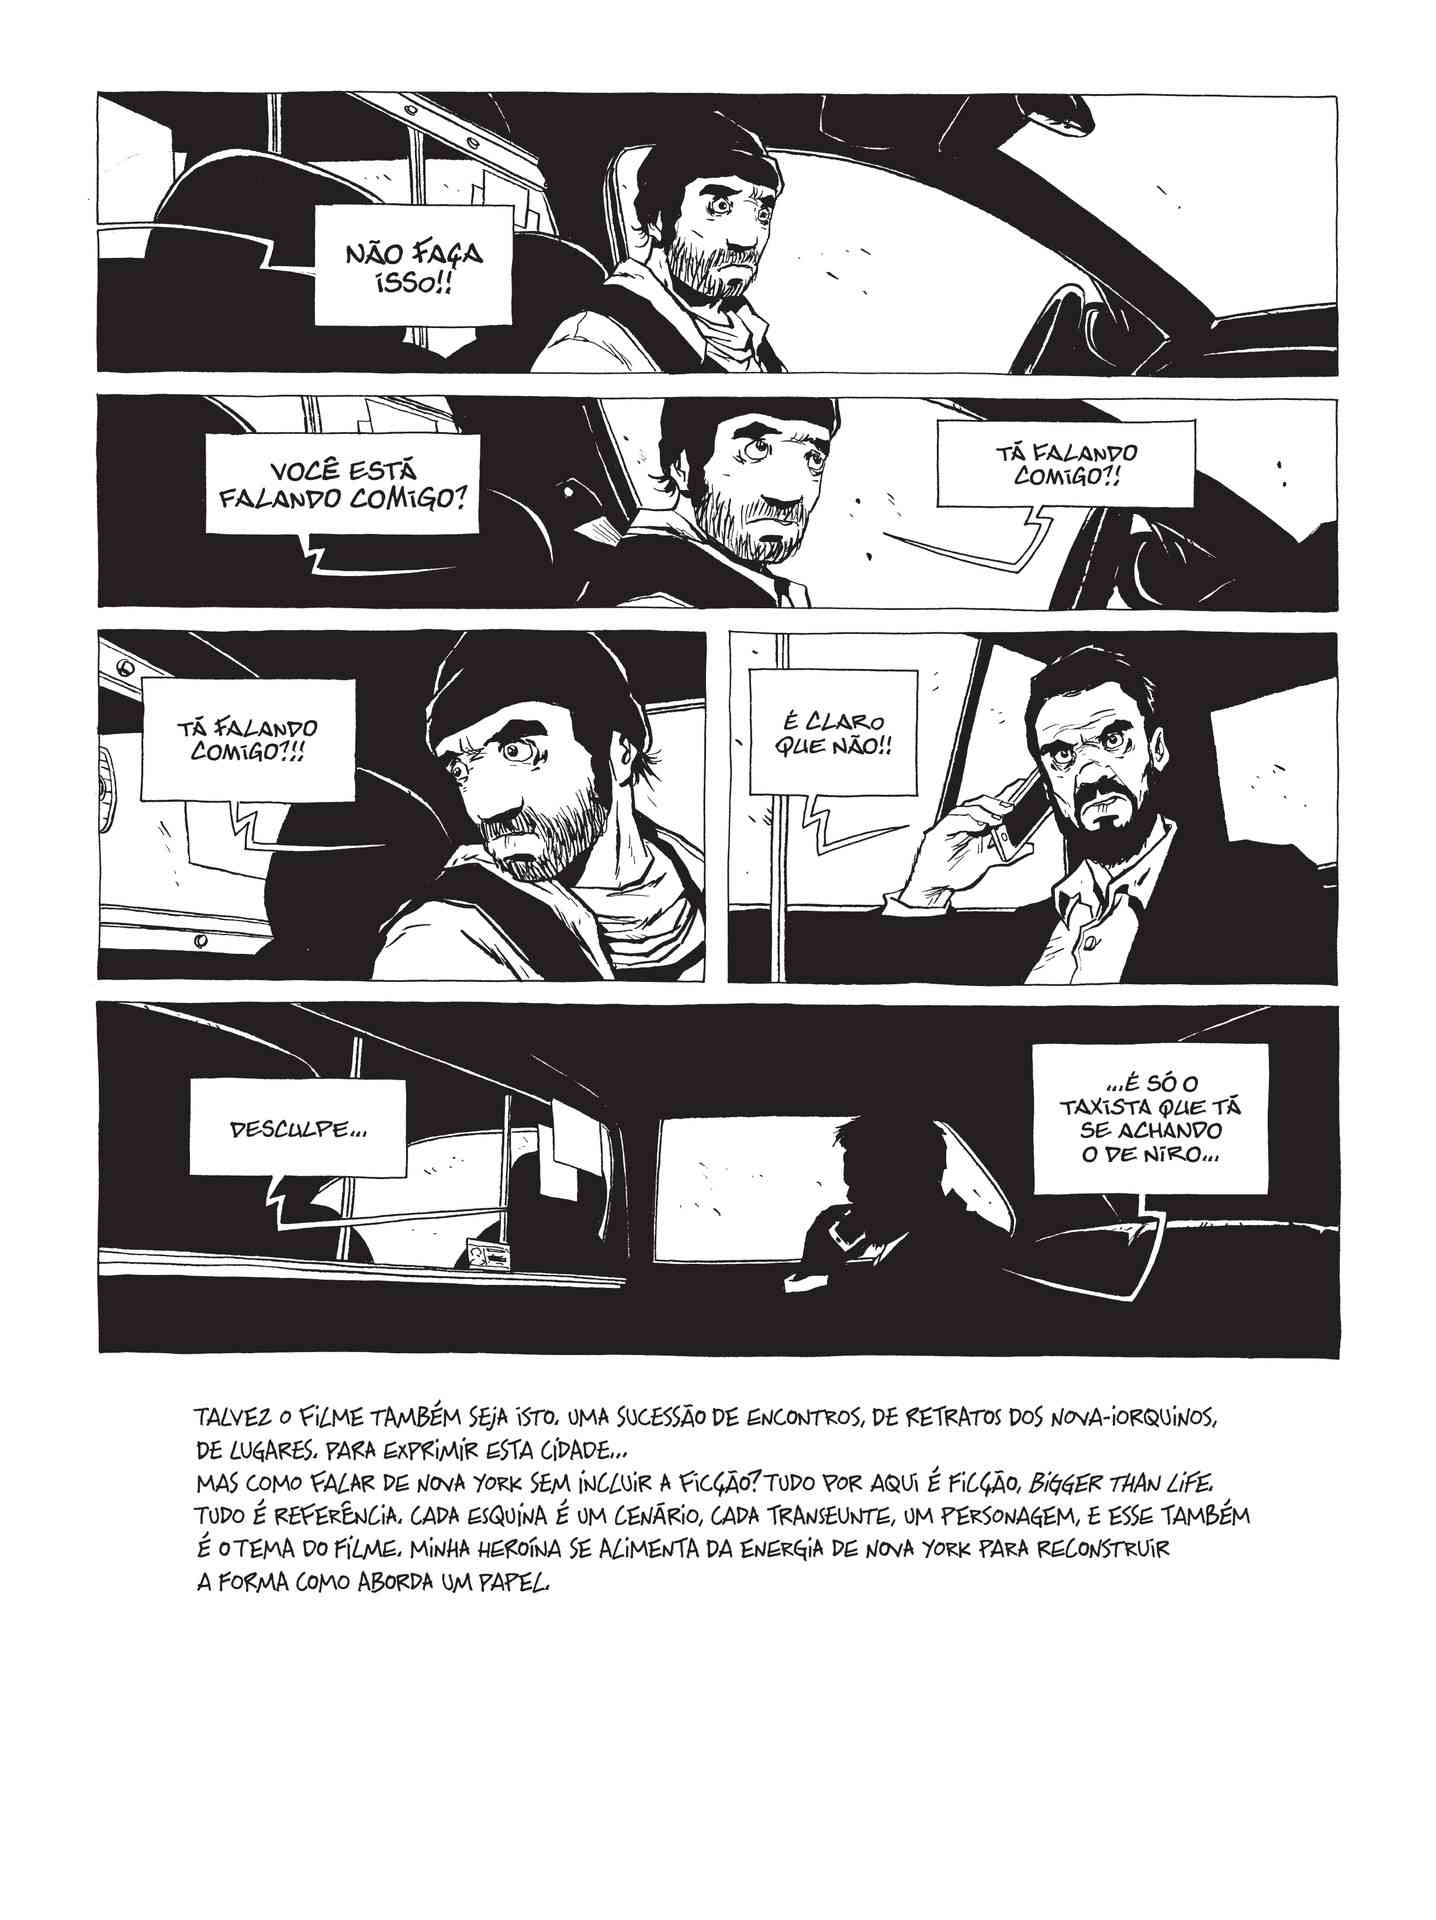 NÃO FAÇA
ISSO!!
VOCÊ ESTÁ
FALANDO COMIGO?
TÁ FALANDO
COMIGO?!
TÁ FALANDO
COMIGO?!!
É CLARO
QUE NÃO!!
DESCULPE...
...É SÓ O
TAXISTA QUE TÁ
SE ACHANDO
O DE NIRO...
TALVEZ O FILME TAMBÉM SEJA ISTO. UMA SUCESSÃO DE ENCONTROS, DE RETRATOS DOS NOVA-IORQUINOS,
DE LUGARES. PARA EXPRIMIR ESTA CIDADE...
MAS COMO FALAR DE NOVA YORK SEM INCLUIR A FICÇÃO? TUDO POR AQUI É FICÇÃO, BIGGER THAN LIFE.
TUDO É REFERÊNCIA. CADA ESQUINA É UM CENÁRIO, CADA TRANSEUNTE, UM PERSONAGEM, E ESSE TAMBÉM
É O TEMA DO FILME. MINHA HEROÍNA SE ALIMENTA DA ENERGIA DE NOVA YORK PARA RECONSTRUIR
A FORMA COMO ABORDA UM PAPEL.